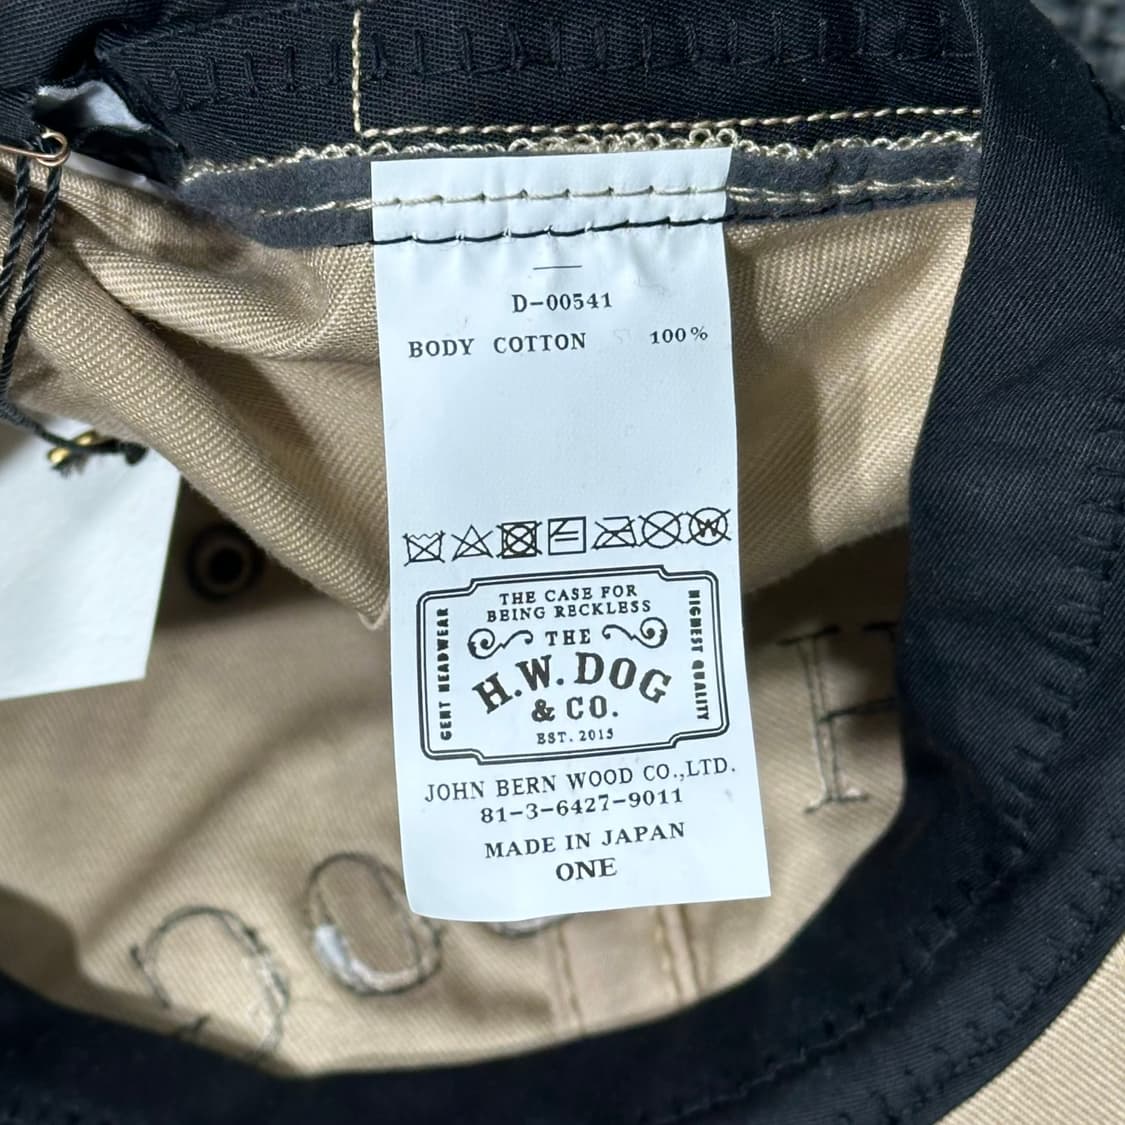 D-00541
BODY COTTON 100%
THE CASE FOR
BEING RECKLESS
GENT HEADWEAR
HIGHEST QUALITY
THE
H.W. DOG
& CO.
EST. 2015
JOHN BERN WOOD CO.,LTD.
81-3-6427-9011
MADE IN JAPAN
ONE